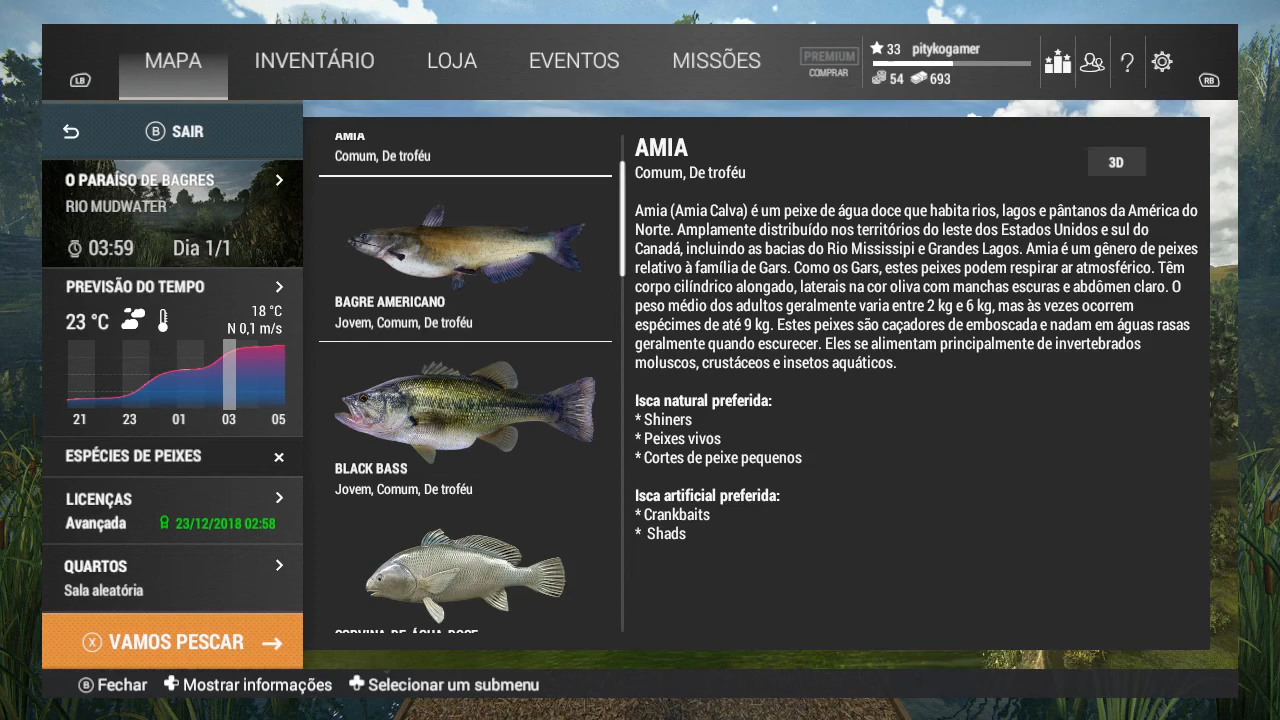 MAPA
INVENTÁRIO
LOJA
EVENTOS
MISSÕES
PREMIUM
COMPRAR
33 pitykogamer
54 693
LB
RB
B SAIR
O PARAÍSO DE BAGRES
RIO MUDWATER
03:59 Dia 1/1
PREVISÃO DO TEMPO
23 °C
18 °C
N 0,1 m/s
21 23 01 03 05
ESPÉCIES DE PEIXES
LICENÇAS
Avançada 23/12/2018 02:58
QUARTOS
Sala aleatória
X VAMOS PESCAR
AMIA
Comum, De troféu
BAGRE AMERICANO
Jovem, Comum, De troféu
BLACK BASS
Jovem, Comum, De troféu
CORVINA DE ÁGUA DOCE
AMIA
Comum, De troféu
3D
Amia (Amia Calva) é um peixe de água doce que habita rios, lagos e pântanos da América do
Norte. Amplamente distribuído nos territórios do leste dos Estados Unidos e sul do
Canadá, incluindo as bacias do Rio Mississipi e Grandes Lagos. Amia é um gênero de peixes
relativo à família de Gars. Como os Gars, estes peixes podem respirar ar atmosférico. Têm
corpo cilíndrico alongado, laterais na cor oliva com manchas escuras e abdômen claro. O
peso médio dos adultos geralmente varia entre 2 kg e 6 kg, mas às vezes ocorrem
espécimes de até 9 kg. Estes peixes são caçadores de emboscada e nadam em águas rasas
geralmente quando escurecer. Eles se alimentam principalmente de invertebrados
moluscos, crustáceos e insetos aquáticos.
Isca natural preferida:
* Shiners
* Peixes vivos
* Cortes de peixe pequenos
Isca artificial preferida:
* Crankbaits
* Shads
B Fechar Mostrar informações Selecionar um submenu